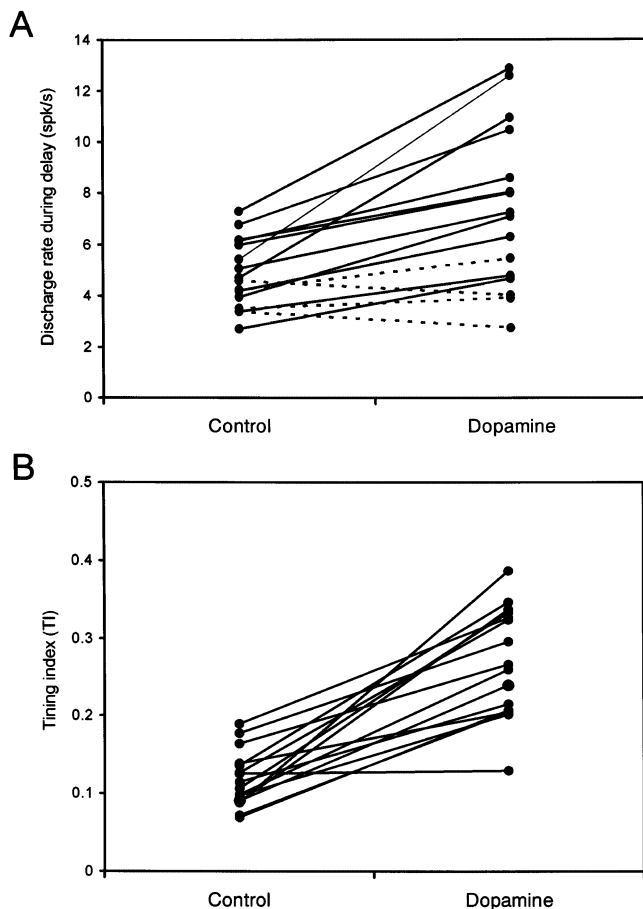 A
14
12
10
8
6
4
2
0
Discharge rate during delay (spk/s)
Control Dopamine
B
0.5
0.4
0.3
0.2
0.1
0
Tining index (TI)
Control Dopamine